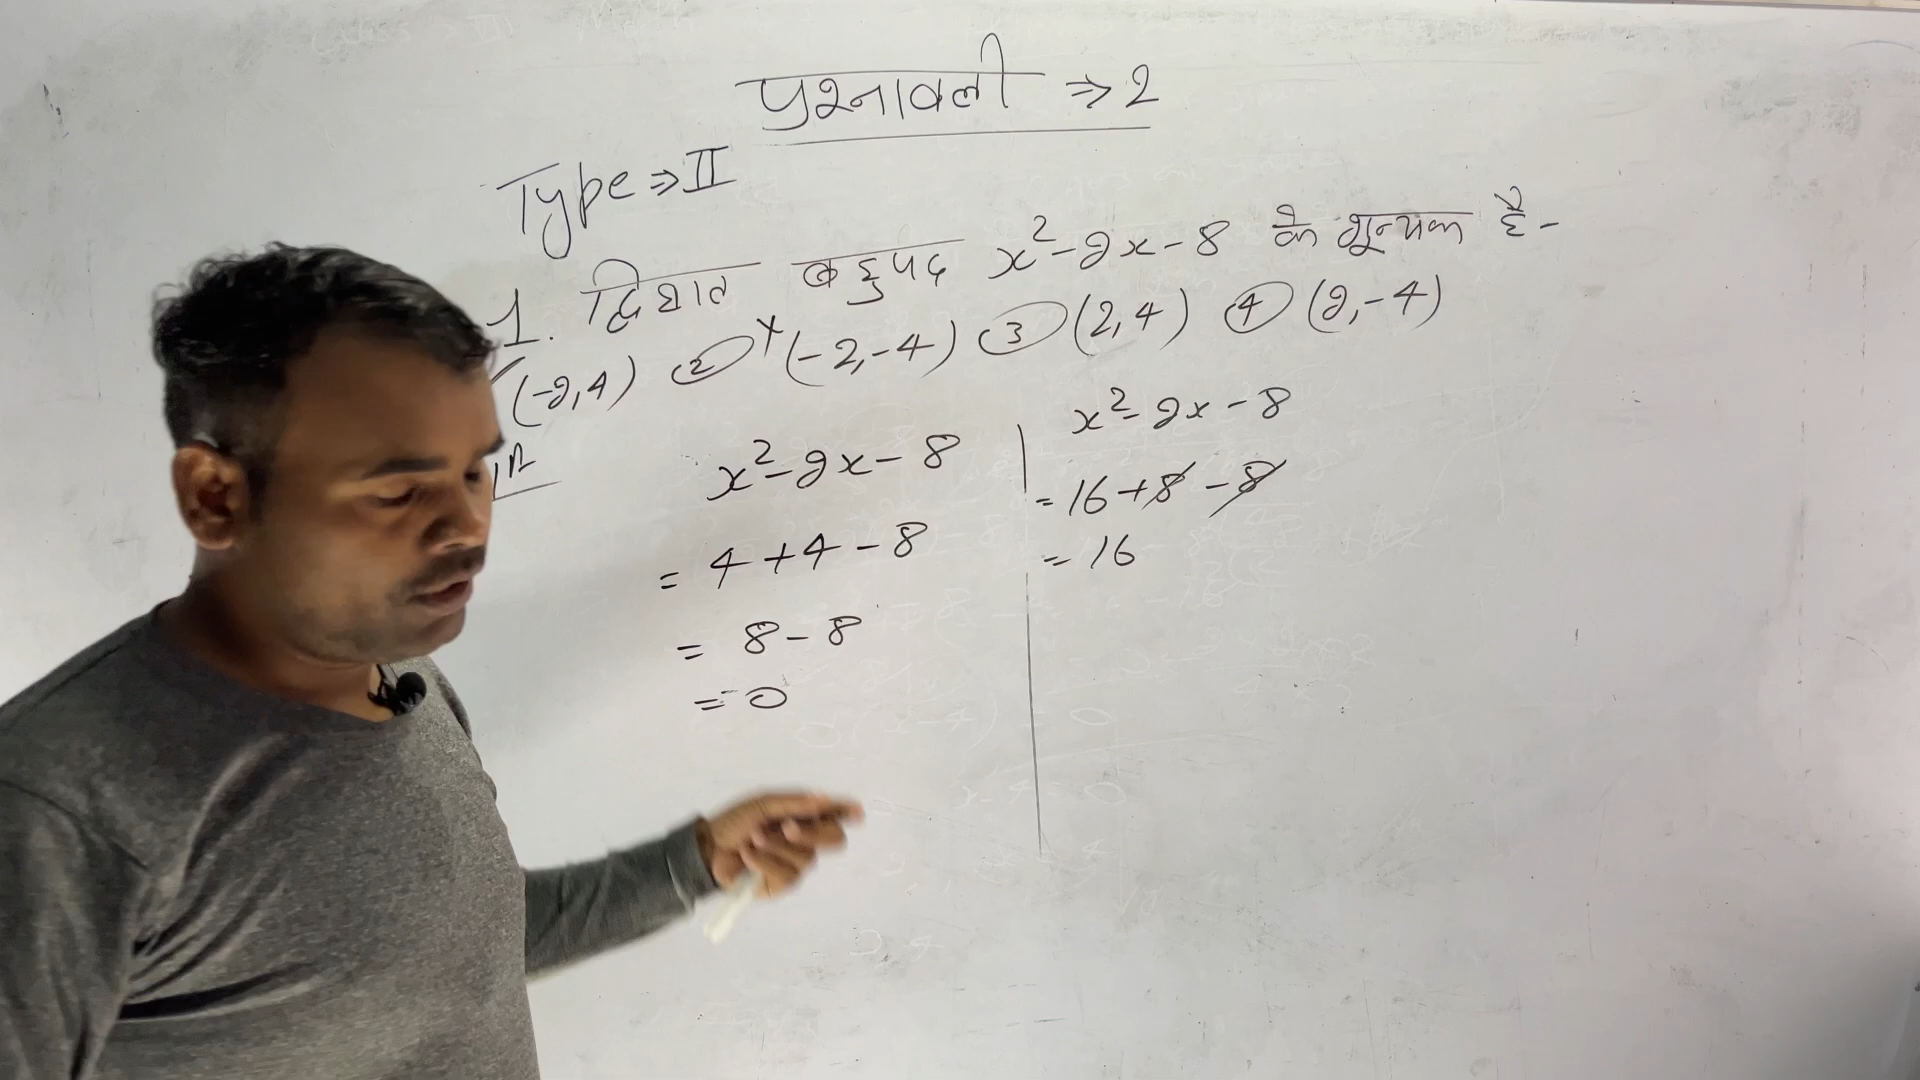 प्रश्नावली ⇒ 2
Type ⇒ II
1. द्विघात बहुपद x²-2x-8 के शून्यक है -
(-2,4) ② × (-2,-4) ③ (2,4) ④ (2,-4)
x²-2x-8
= 4+4-8
= 8-8
= 0
x²-2x-8
= 16+8-8
= 16